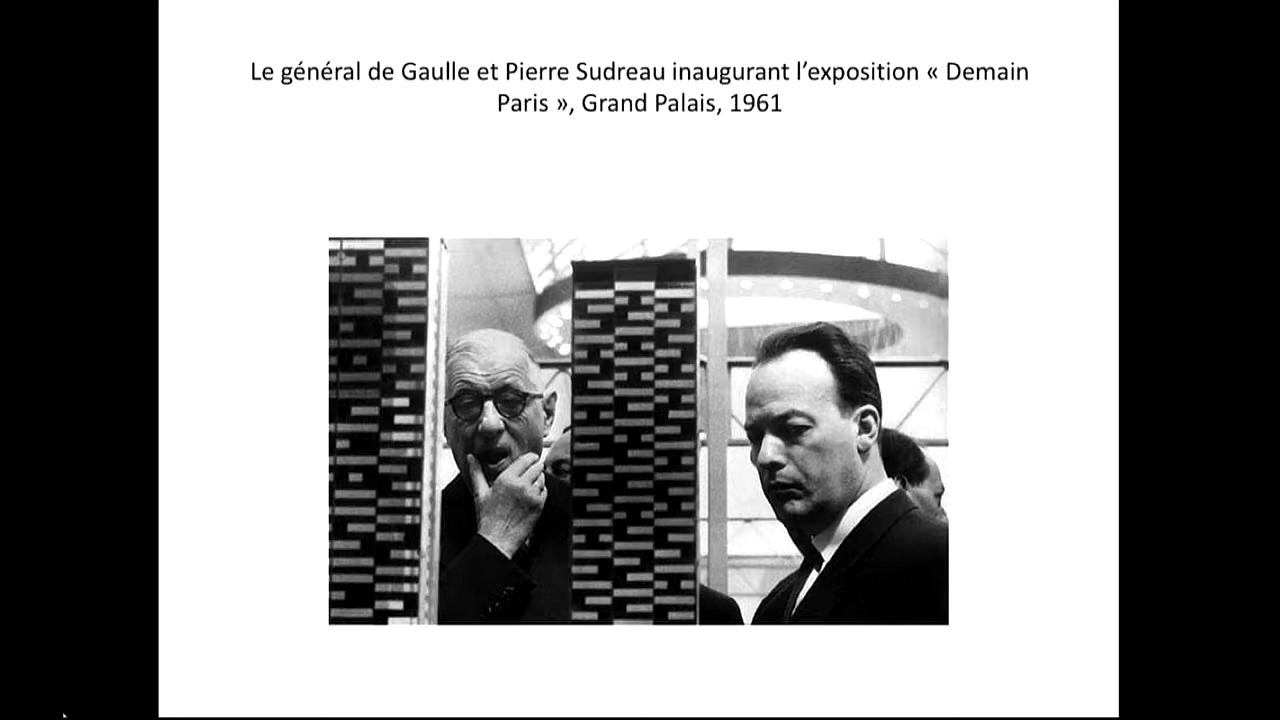 Le général de Gaulle et Pierre Sudreau inaugurant l’exposition « Demain
Paris », Grand Palais, 1961